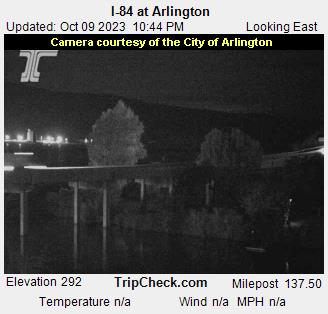 I-84 at Arlington
Updated: Oct 09 2023 10:44 PM Looking East
Camera courtesy of the City of Arlington
Elevation 292 TripCheck.com Milepost 137.50
Temperature n/a Wind n/a MPH n/a